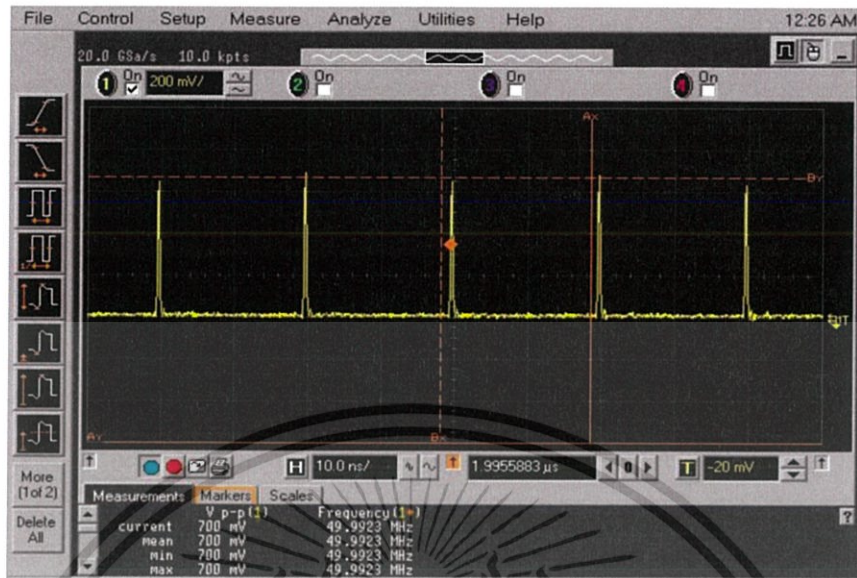 File Control Setup Measure Analyze Utilities Help 12:26 AM
20.0 GSa/s 10.0 kpts
1 On 200 mV/ 2 On 3 On 4 On
Ax
By
Ay
Bx
More
(1of 2)
Delete
All
H 10.0 ns/ 1.9955883 µs 0 T -20 mV
Measurements Markers Scales
V p-p(1) Frequency(1)
current 700 mV 49.9923 MHz
mean 700 mV 49.9923 MHz
min 700 mV 49.9923 MHz
max 700 mV 49.9923 MHz
?